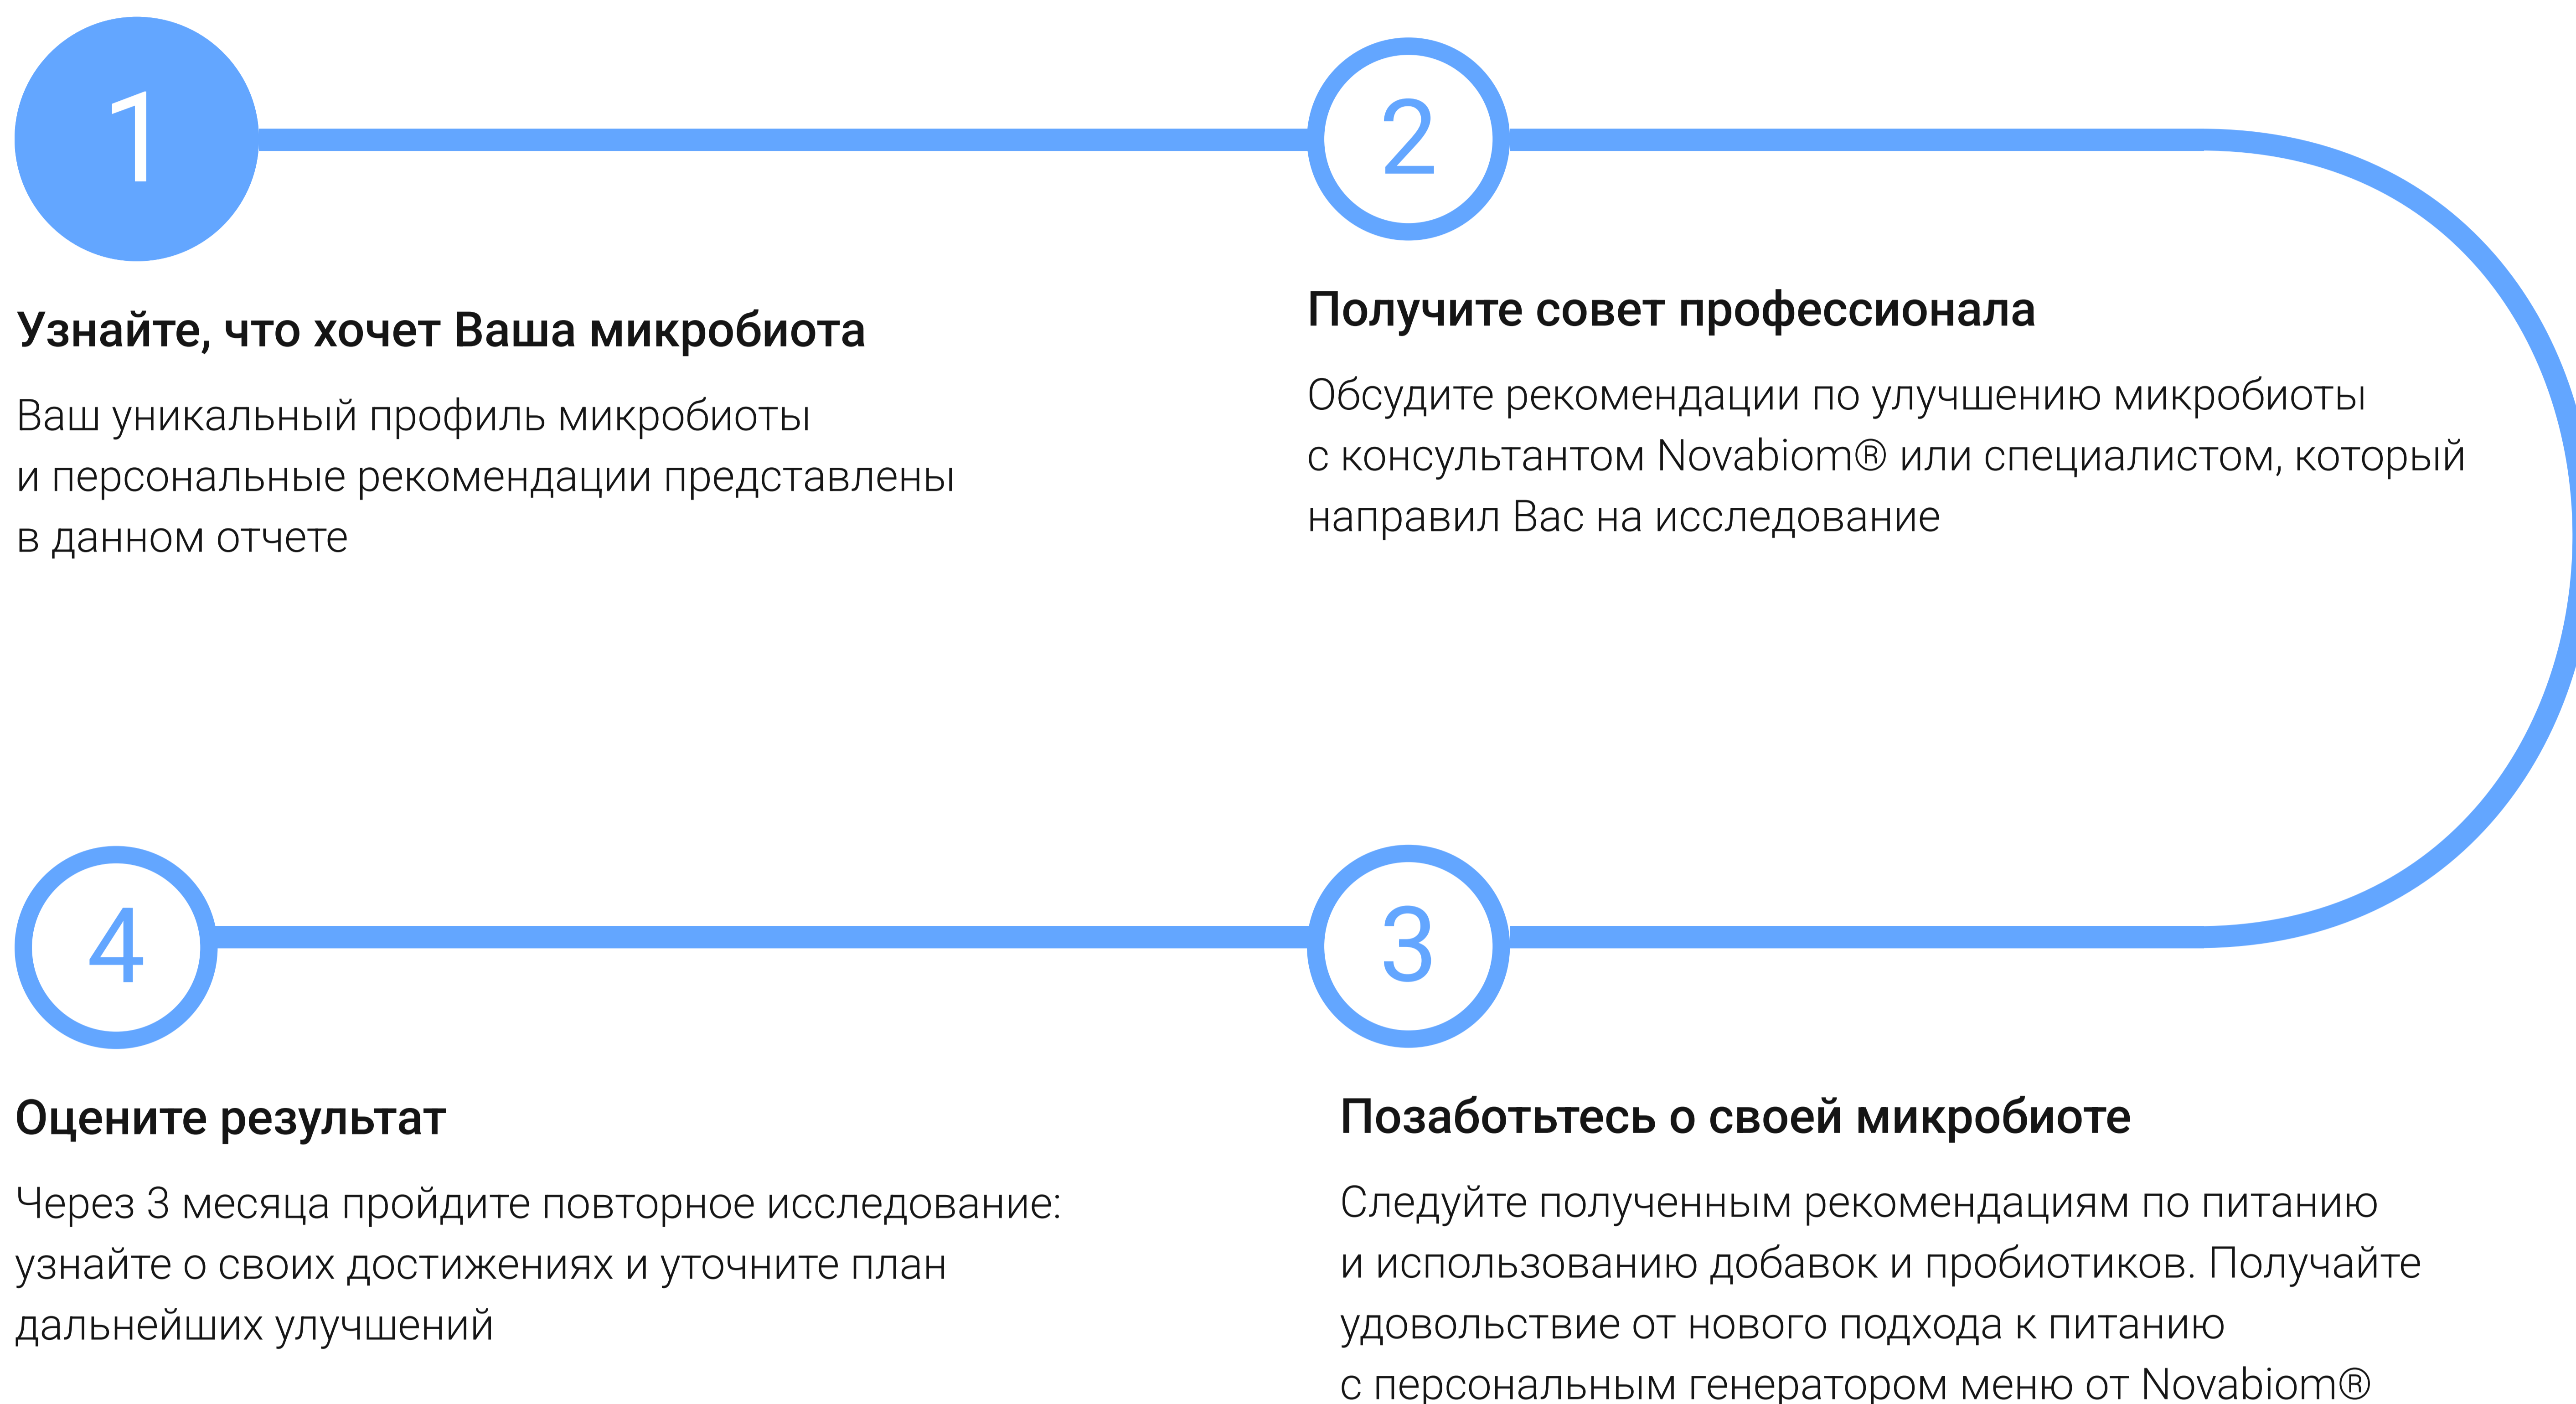 1
Узнайте, что хочет Ваша микробиота
Ваш уникальный профиль микробиоты
и персональные рекомендации представлены
в данном отчете
2
Получите совет профессионала
Обсудите рекомендации по улучшению микробиоты
с консультантом Novabiom® или специалистом, который
направил Вас на исследование
3
Позаботьтесь о своей микробиоте
Следуйте полученным рекомендациям по питанию
и использованию добавок и пробиотиков. Получайте
удовольствие от нового подхода к питанию
с персональным генератором меню от Novabiom®
4
Оцените результат
Через 3 месяца пройдите повторное исследование:
узнайте о своих достижениях и уточните план
дальнейших улучшений